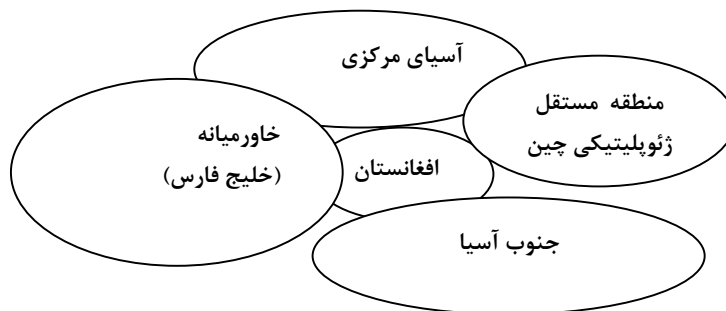 آسیای مرکزی
منطقه مستقل
ژئوپلیتیکی چین
خاورمیانه
(خلیج فارس)
افغانستان
جنوب آسیا